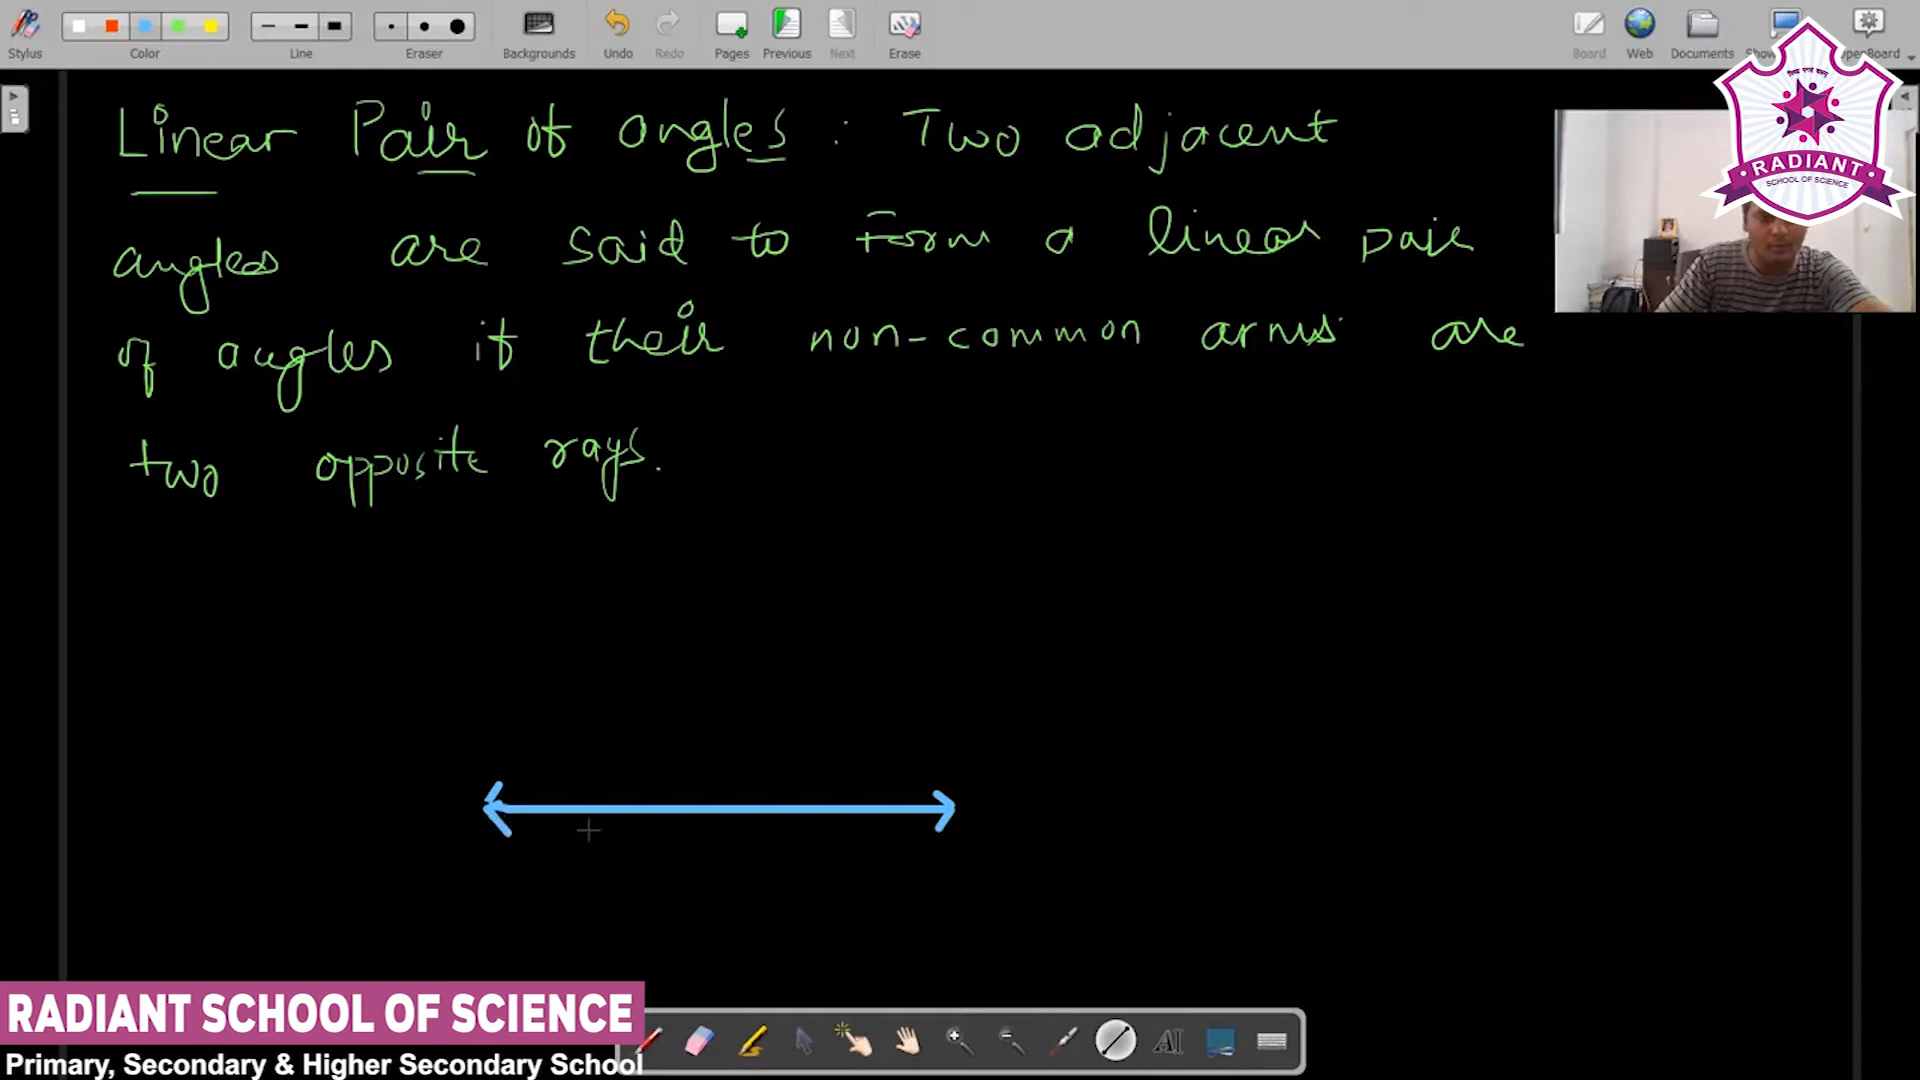 Stylus Color Line Eraser Backgrounds Undo Redo Pages Previous Next Erase Board Web Documents
Linear Pair of angles : Two adjacent
angles are said to form a linear pair
of angles if their non-common arms are
two opposite rays.
RADIANT
SCHOOL OF SCIENCE
RADIANT SCHOOL OF SCIENCE
Primary, Secondary & Higher Secondary School
AI